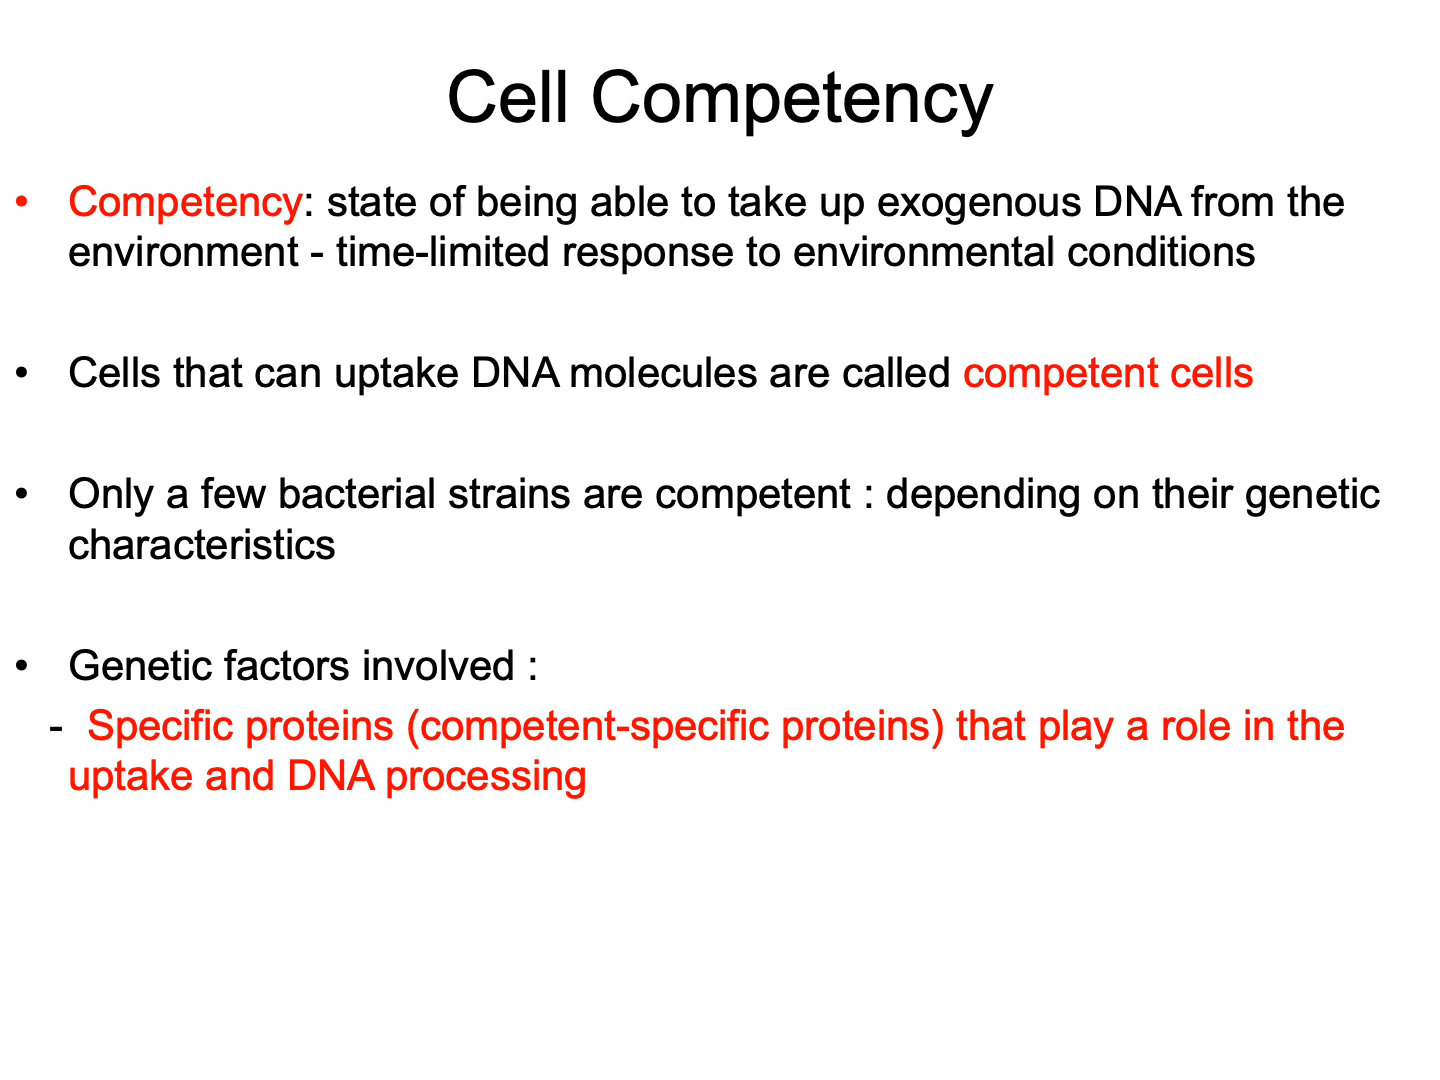 Cell Competency
• Competency: state of being able to take up exogenous DNA from the
environment - time-limited response to environmental conditions
• Cells that can uptake DNA molecules are called competent cells
• Only a few bacterial strains are competent : depending on their genetic
characteristics
• Genetic factors involved :
- Specific proteins (competent-specific proteins) that play a role in the
uptake and DNA processing